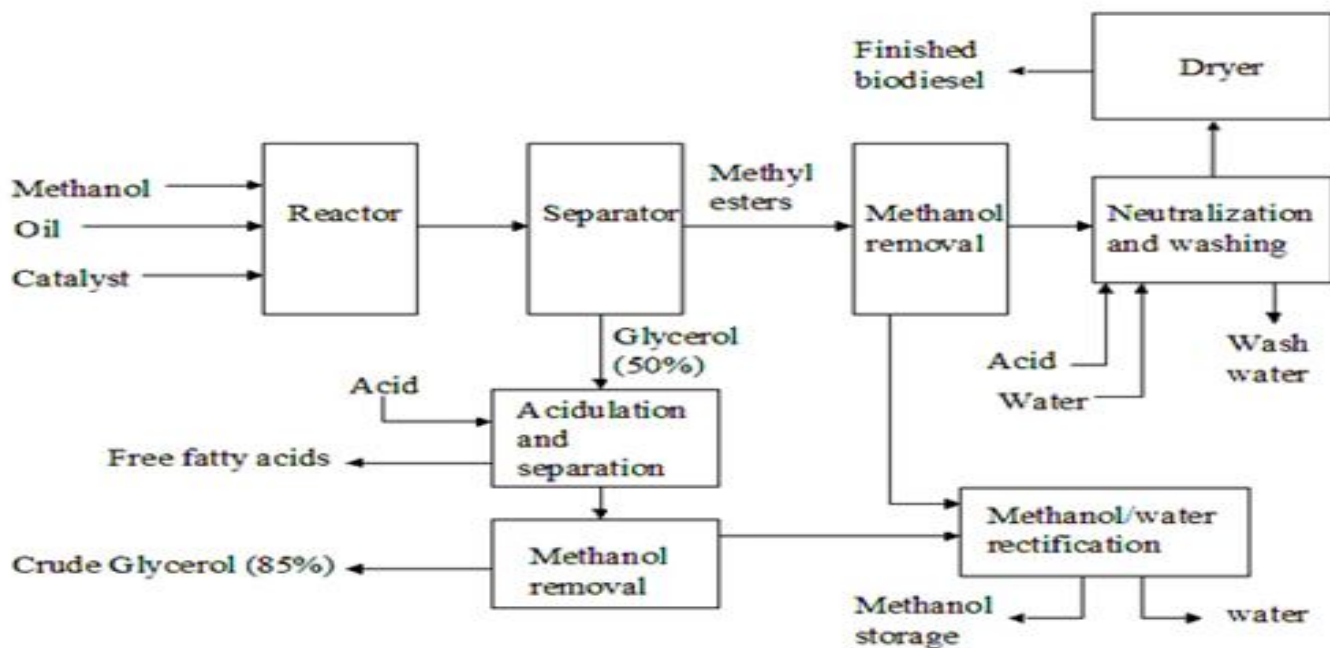 Finished
biodiesel
Dryer
Methanol
Oil
Catalyst
Reactor
Separator
Methyl
esters
Methanol
removal
Neutralization
and washing
Glycerol
(50%)
Acid
Water
Wash
water
Acid
Acidulation
and
separation
Free fatty acids
Methanol/water
rectification
Crude Glycerol (85%)
Methanol
removal
Methanol
storage
water